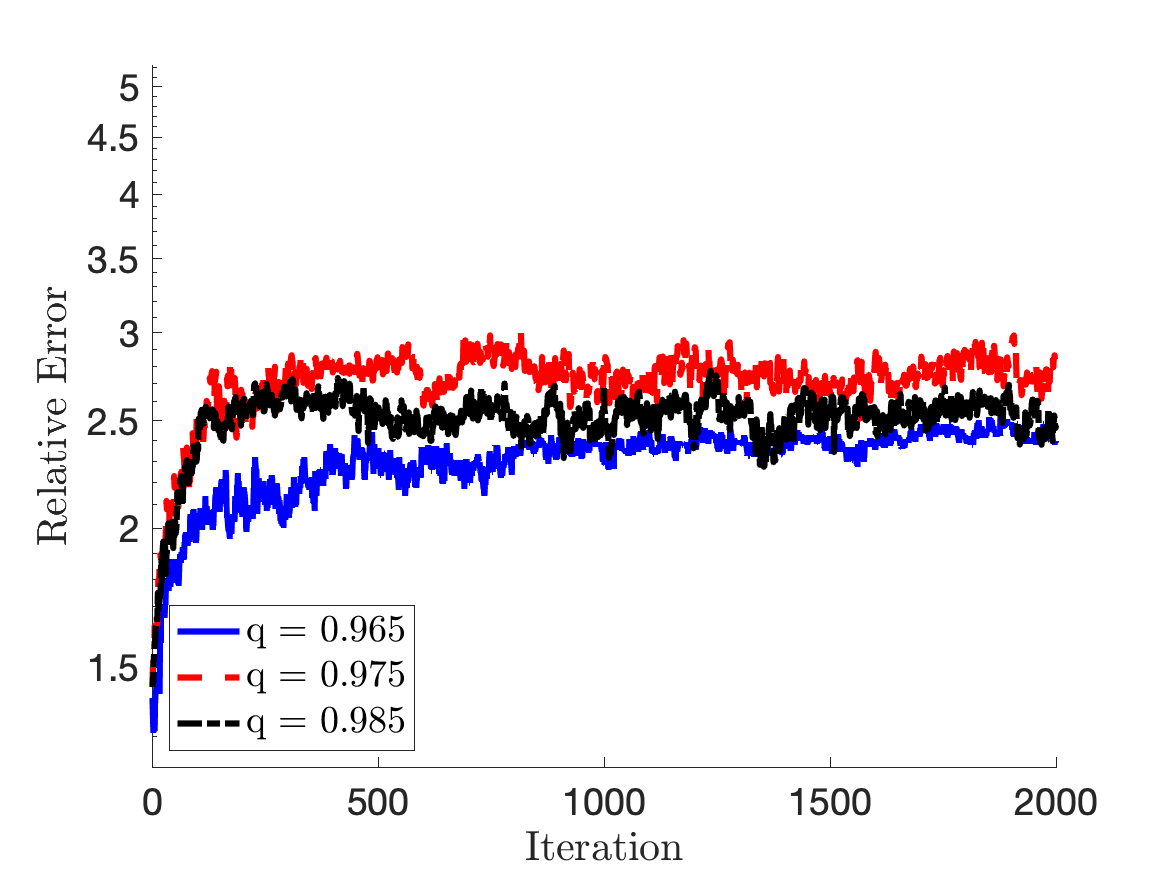 5
4.5
4
3.5
3
2.5
2
1.5
Relative Error
q = 0.965
q = 0.975
q = 0.985
0
500
1000
1500
2000
Iteration